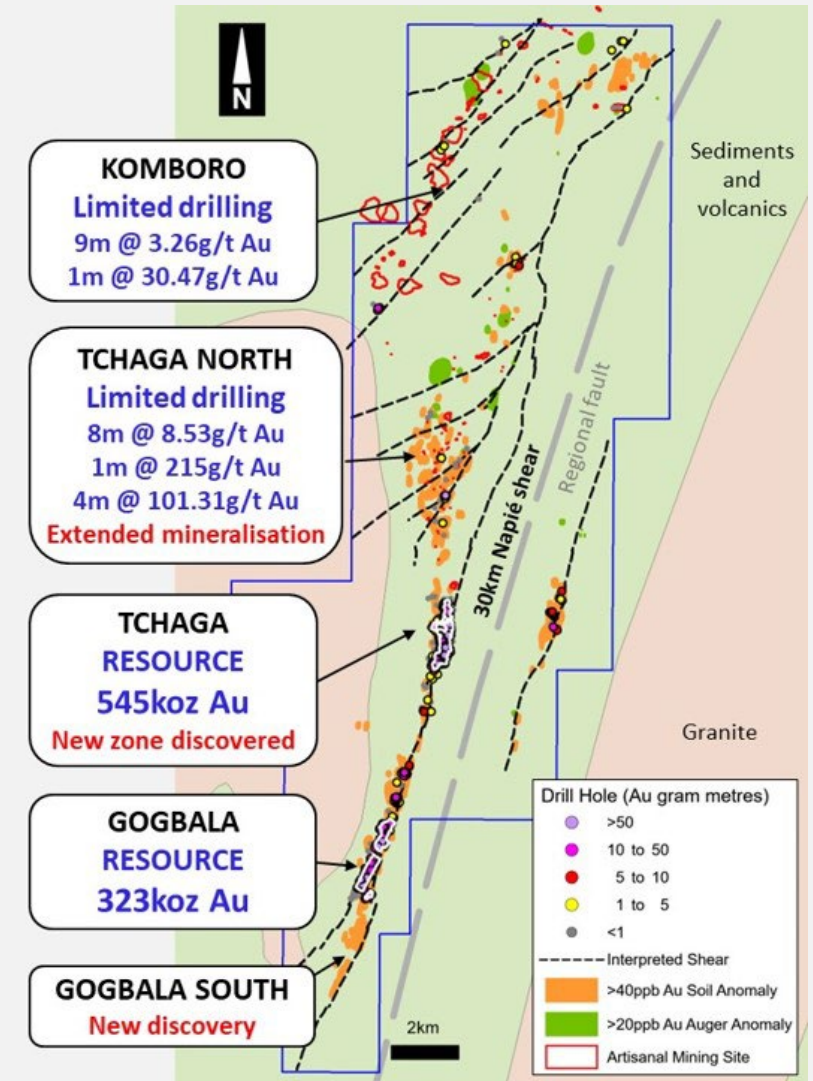 N
KOMBORO
Limited drilling
9m @ 3.26g/t Au
1m @ 30.47g/t Au
Sediments
and
volcanics
TCHAGA NORTH
Limited drilling
8m @ 8.53g/t Au
1m @ 215g/t Au
4m @ 101.31g/t Au
Extended mineralisation
Regional fault
30km Napié shear
TCHAGA
RESOURCE
545koz Au
New zone discovered
Granite
GOGBALA
RESOURCE
323koz Au
GOGBALA SOUTH
New discovery
2km
Drill Hole (Au gram metres)
>50
10 to 50
5 to 10
1 to 5
<1
Interpreted Shear
>40ppb Au Soil Anomaly
>20ppb Au Auger Anomaly
Artisanal Mining Site